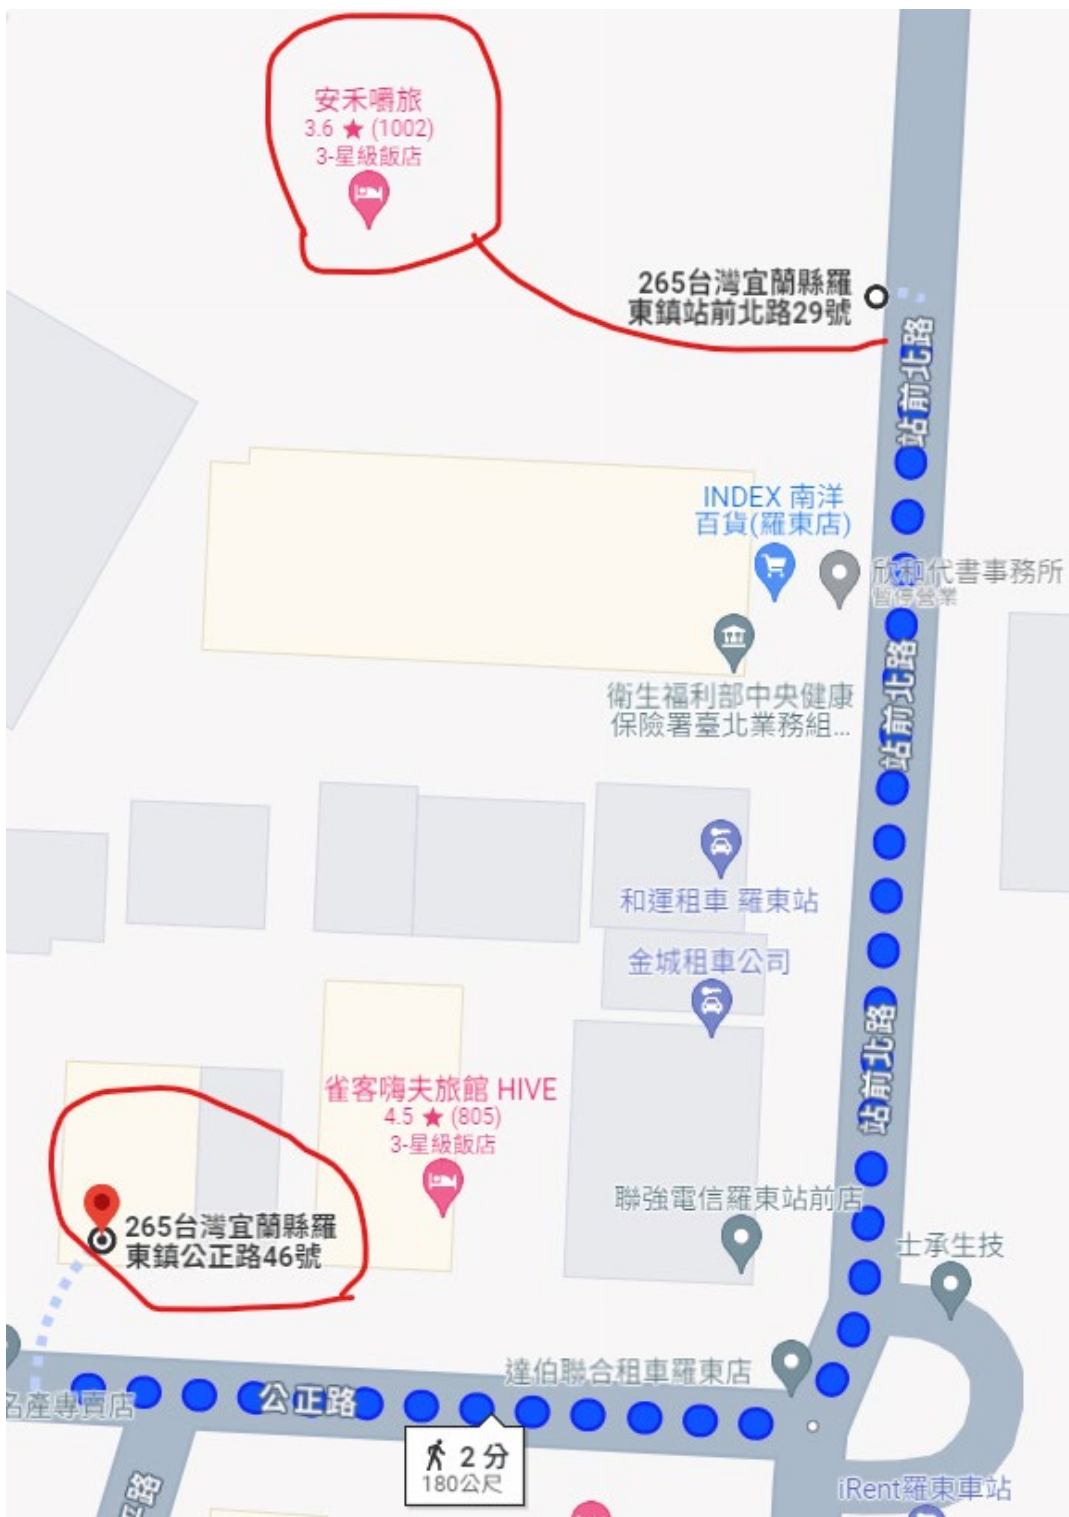 安禾嚼旅
3.6 ★ (1002)
3-星級飯店
265台灣宜蘭縣羅
東鎮站前北路29號
站前北路
INDEX 南洋
百貨(羅東店)
欣和代書事務所
暫停營業
站前北路
衛生福利部中央健康
保險署臺北業務組...
和運租車 羅東站
金城租車公司
站前北路
雀客嗨夫旅館 HIVE
4.5 ★ (805)
3-星級飯店
聯強電信羅東站前店
265台灣宜蘭縣羅
東鎮公正路46號
士承生技
達伯聯合租車羅東店
公正路
名產專賣店
2 分
180公尺
iRent羅東車站